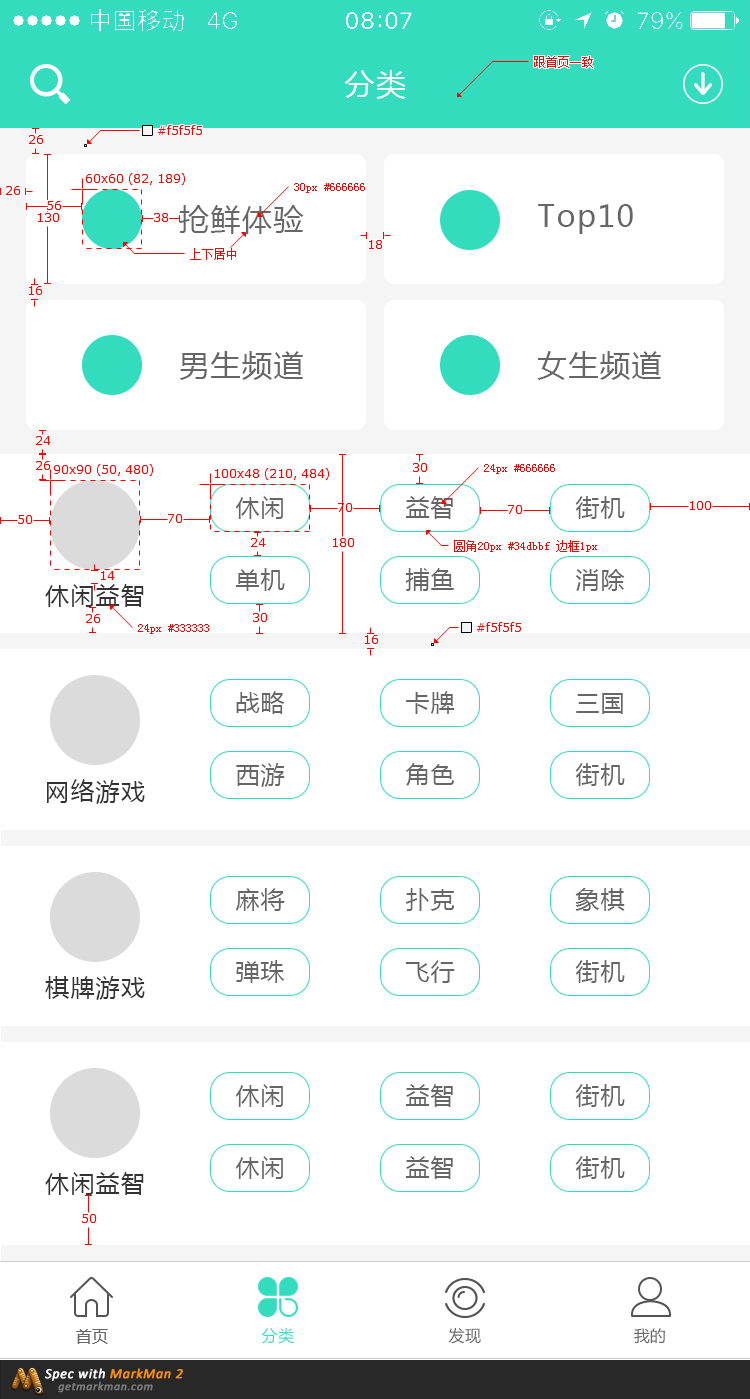 中国移动 4G 08:07 79%
分类 跟首页一致
#f5f5f5
26
60x60 (82, 189)
30px #666666
26
56
130
38
抢鲜体验
Top10
上下居中
18
16
男生频道 女生频道
24
26
90x90 (50, 480)
100x48 (210, 484)
30
24px #666666
休闲 益智 街机
50
70
70
70
100
24
180
圆角20px #34dbbf 边框1px
14
单机 捕鱼 消除
休闲益智
26
30
24px #333333
16
#f5f5f5
战略 卡牌 三国
西游 角色 街机
网络游戏
麻将 扑克 象棋
弹珠 飞行 街机
棋牌游戏
休闲 益智 街机
休闲 益智 街机
休闲益智
50
首页 分类 发现 我的
Spec with MarkMan 2
getmarkman.com